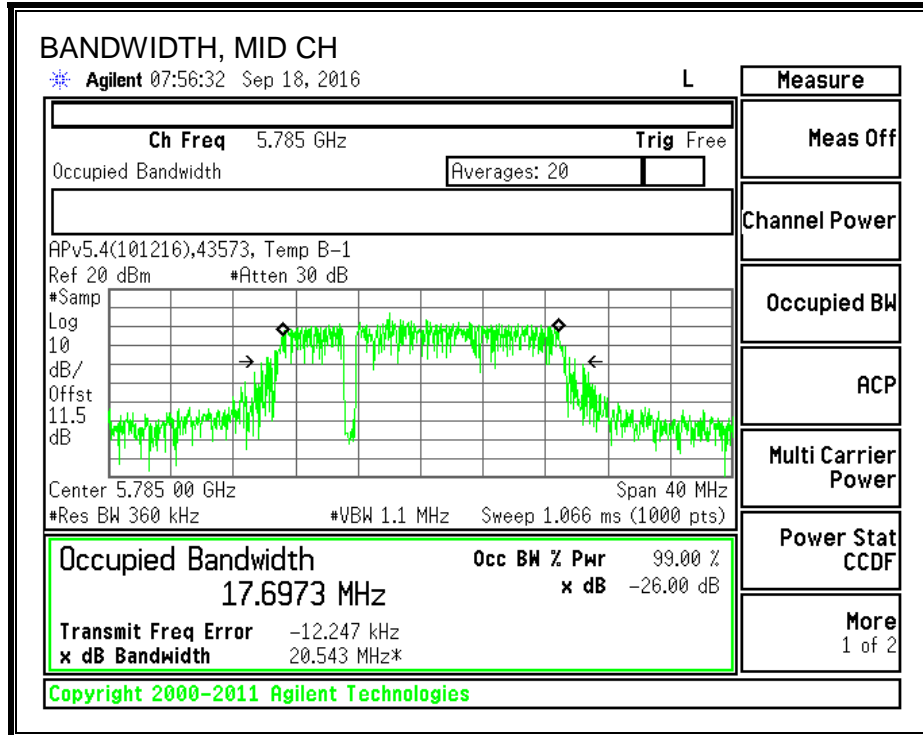 BANDWIDTH, MID CH
Agilent 07:56:32 Sep 18, 2016 L
Measure
Ch Freq 5.785 GHz Trig Free
Meas Off
Occupied Bandwidth Averages: 20
Channel Power
APv5.4(101216),43573, Temp B-1
Ref 20 dBm #Atten 30 dB
#Samp
Log
10
dB/
Offst
11.5
dB
Occupied BW
ACP
Multi Carrier
Power
Center 5.785 00 GHz Span 40 MHz
#Res BW 360 kHz #VBW 1.1 MHz Sweep 1.066 ms (1000 pts)
Power Stat
CCDF
Occupied Bandwidth Occ BW % Pwr 99.00 %
17.6973 MHz x dB -26.00 dB
Transmit Freq Error -12.247 kHz
x dB Bandwidth 20.543 MHz*
More
1 of 2
Copyright 2000-2011 Agilent Technologies